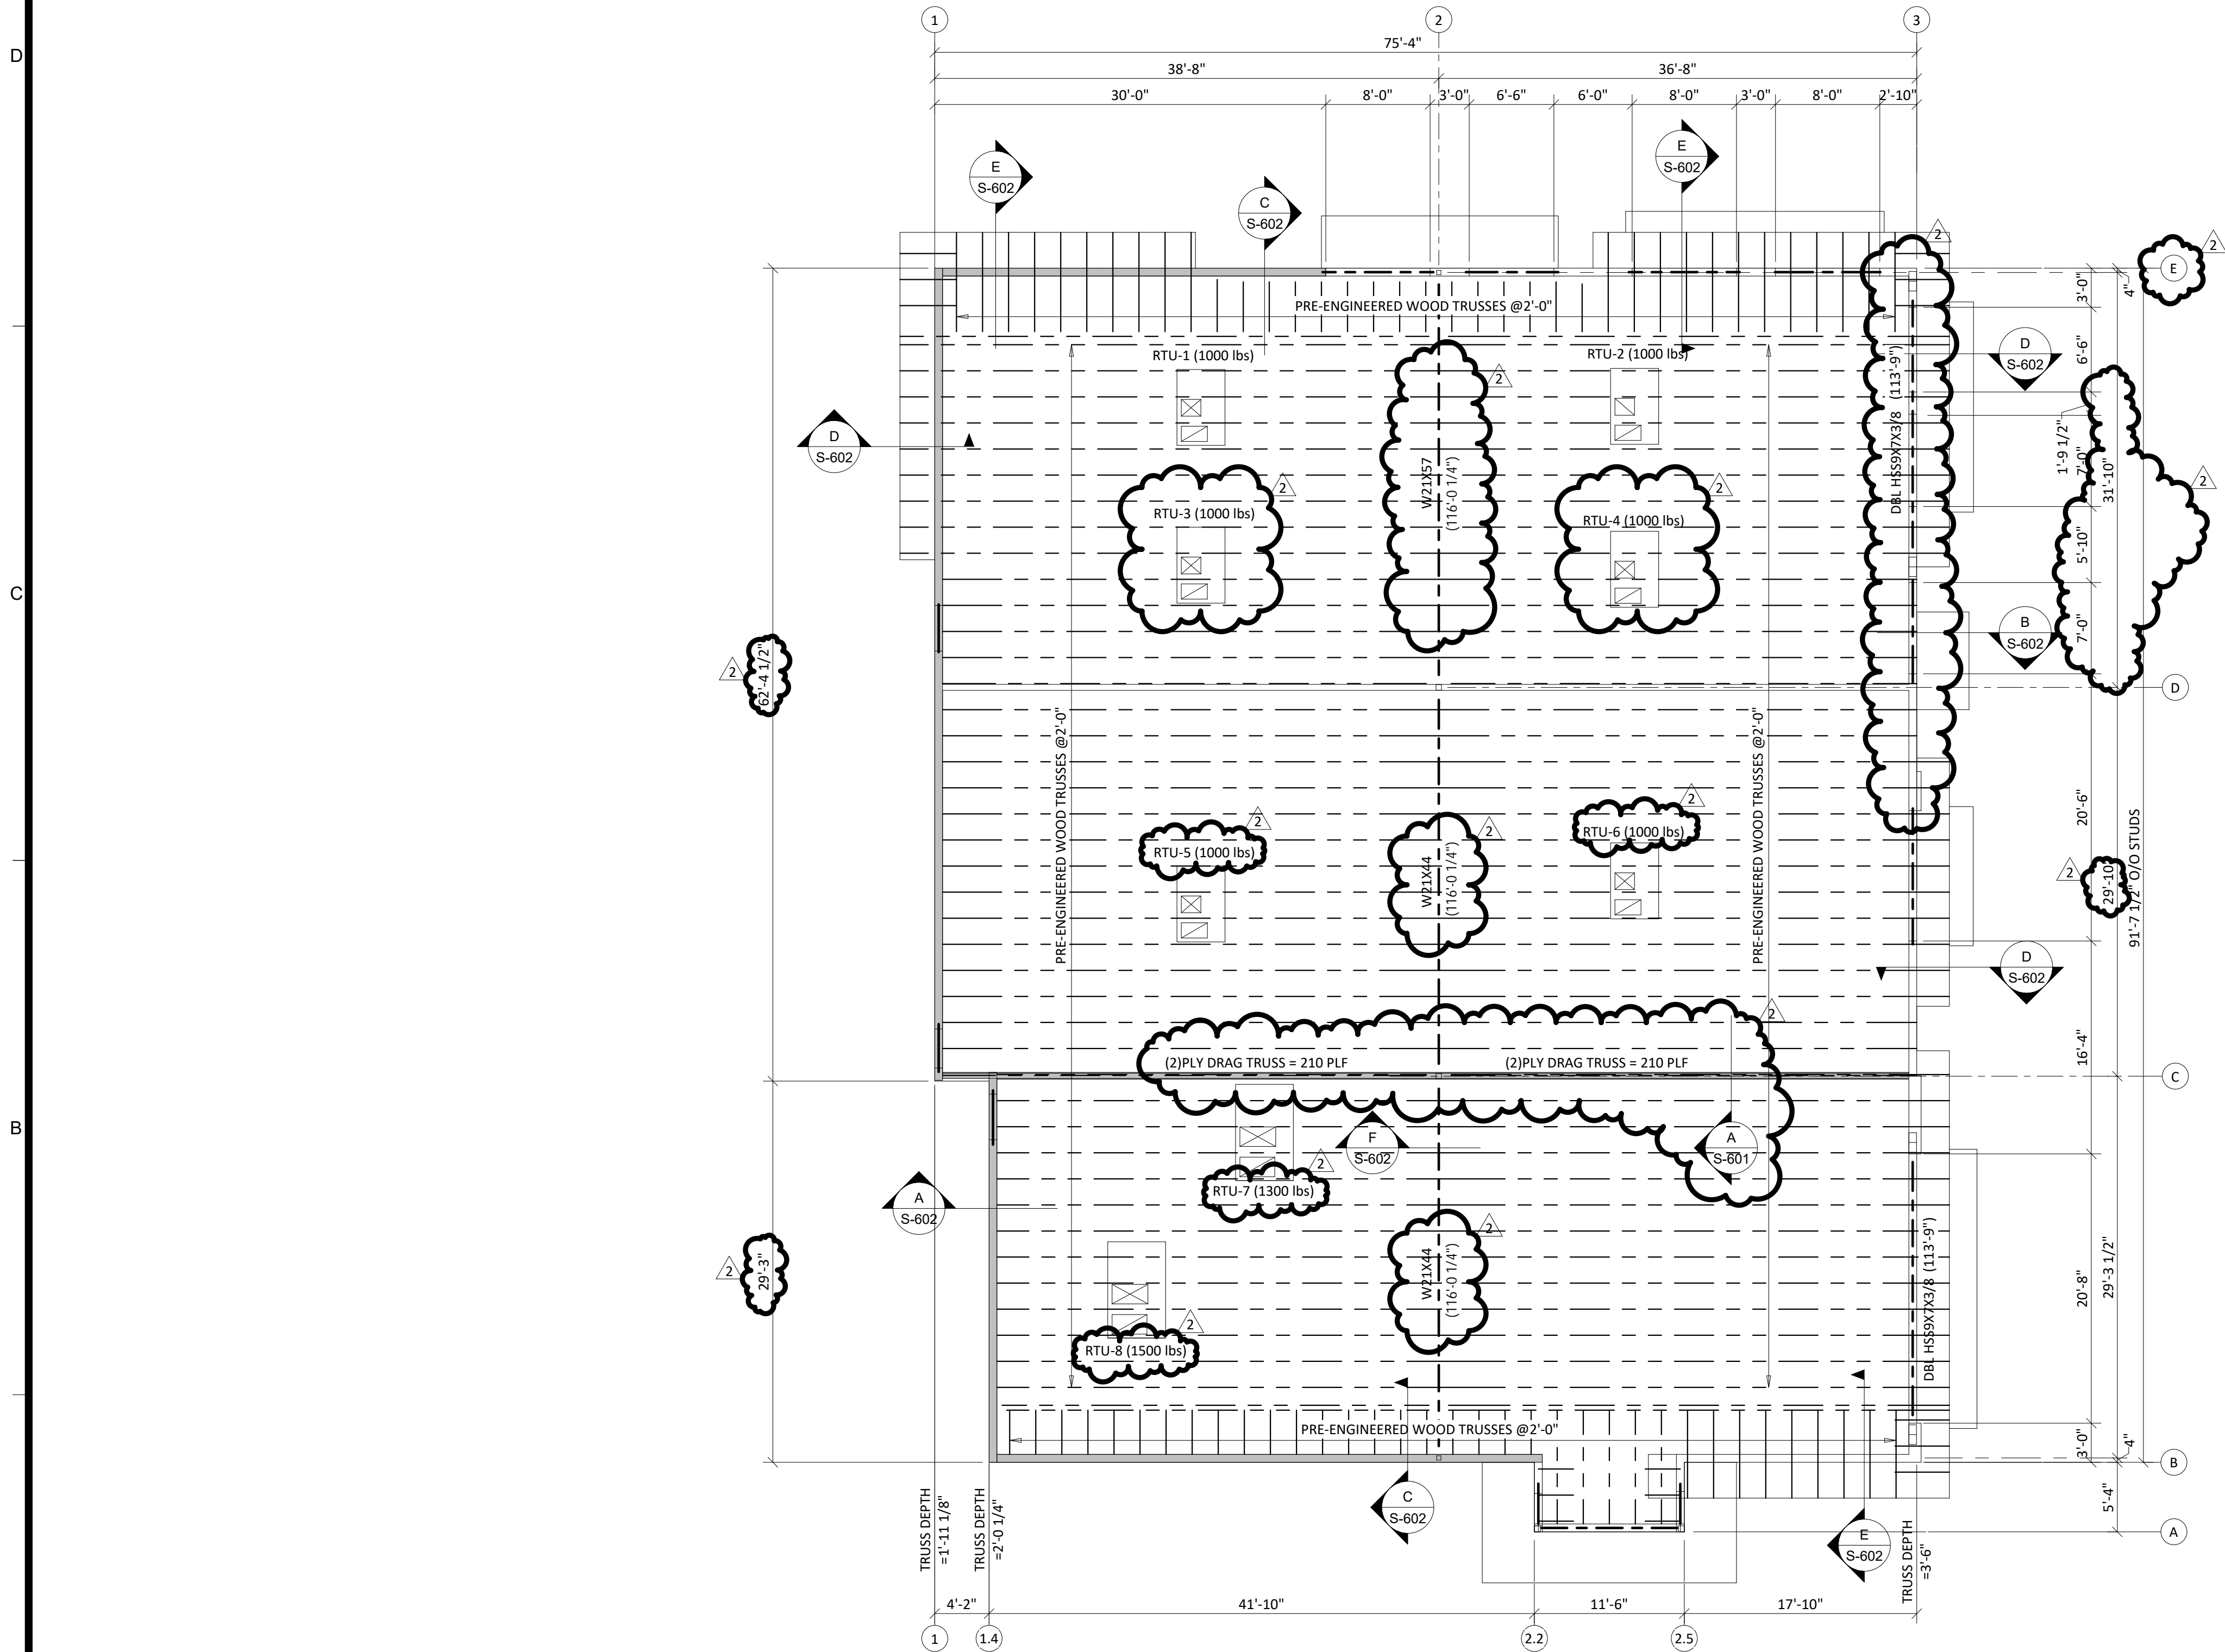 D
C
B
1
2
3
75'-4"
38'-8"
36'-8"
30'-0"
8'-0"
3'-0"
6'-6"
6'-0"
8'-0"
3'-0"
8'-0"
2'-10"
E
S-602
C
S-602
E
S-602
2
2
E
PRE-ENGINEERED WOOD TRUSSES @2'-0"
3'-0"
4"
RTU-1 (1000 lbs)
RTU-2 (1000 lbs)
2
D
S-602
6'-6"
DBL HSS9X7X3/8 (113'-9")
D
S-602
1'-9 1/2"
7'-0"
31'-10"
2
W21X57
(116'-0 1/4")
2
RTU-3 (1000 lbs)
2
RTU-4 (1000 lbs)
5'-10"
B
S-602
7'-0"
2
62'-4 1/2"
D
PRE-ENGINEERED WOOD TRUSSES @2'-0"
PRE-ENGINEERED WOOD TRUSSES @2'-0"
20'-6"
2
RTU-5 (1000 lbs)
2
W21X44
(116'-0 1/4")
2
RTU-6 (1000 lbs)
2
29'-10"
91'-7 1/2" O/O STUDS
D
S-602
2
(2)PLY DRAG TRUSS = 210 PLF
(2)PLY DRAG TRUSS = 210 PLF
16'-4"
C
F
S-602
A
S-601
2
RTU-7 (1300 lbs)
A
S-602
2
29'-3"
W21X44
(116'-0 1/4")
2
DBL HSS9X7X3/8 (113'-9")
20'-8"
29'-3 1/2"
2
RTU-8 (1500 lbs)
PRE-ENGINEERED WOOD TRUSSES @2'-0"
3'-0"
4"
B
C
S-602
5'-4"
A
E
S-602
TRUSS DEPTH
=1'-11 1/8"
TRUSS DEPTH
=2'-0 1/4"
TRUSS DEPTH
=3'-6"
4'-2"
41'-10"
11'-6"
17'-10"
1
1.4
2.2
2.5